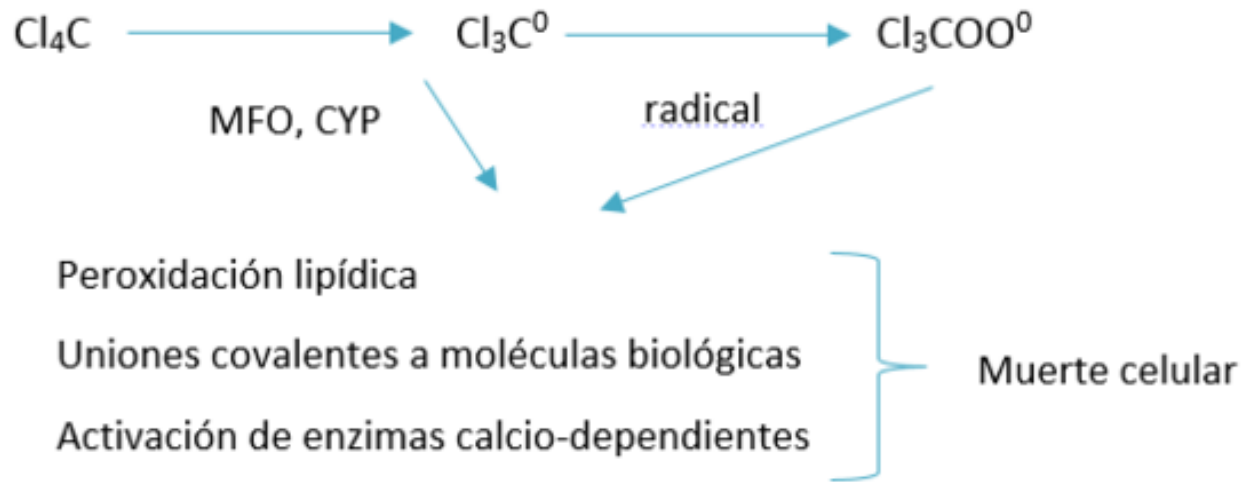 Cl₄C Cl₃C⁰ Cl₃COO⁰
MFO, CYP radical
Peroxidación lipídica
Uniones covalentes a moléculas biológicas
Activación de enzimas calcio-dependientes
Muerte celular